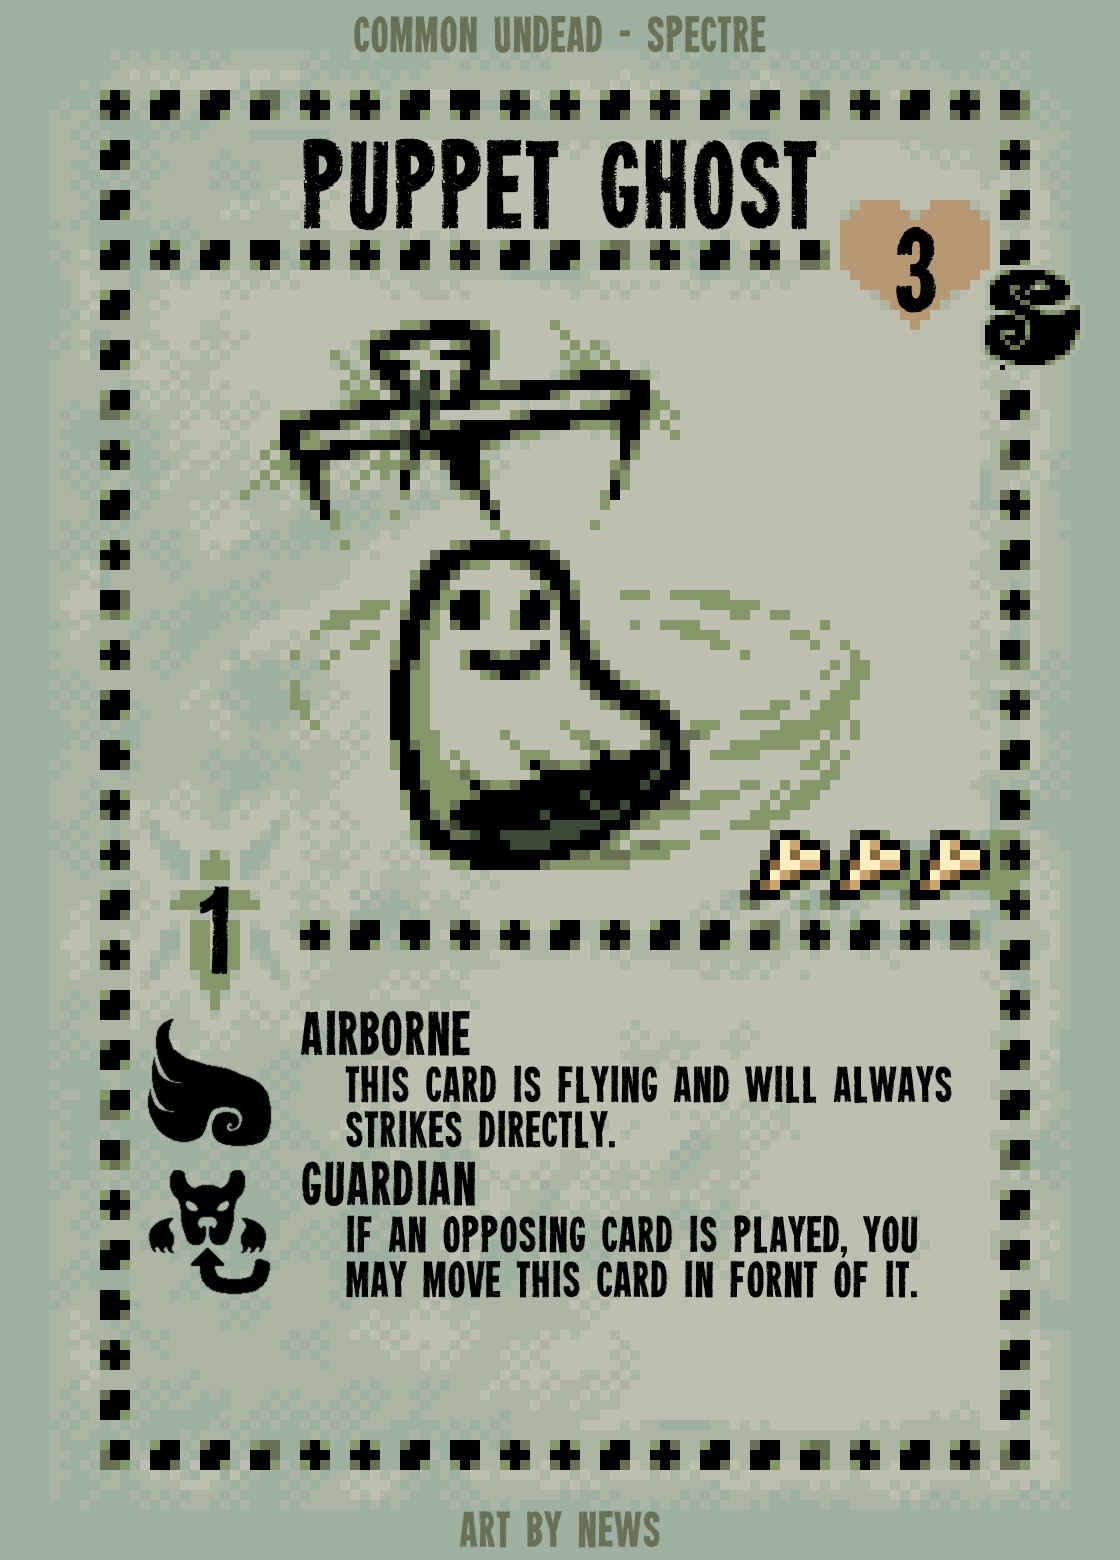 COMMON UNDEAD - SPECTRE
PUPPET GHOST
3
1
AIRBORNE
THIS CARD IS FLYING AND WILL ALWAYS
STRIKES DIRECTLY.
GUARDIAN
IF AN OPPOSING CARD IS PLAYED, YOU
MAY MOVE THIS CARD IN FORNT OF IT.
ART BY NEWS